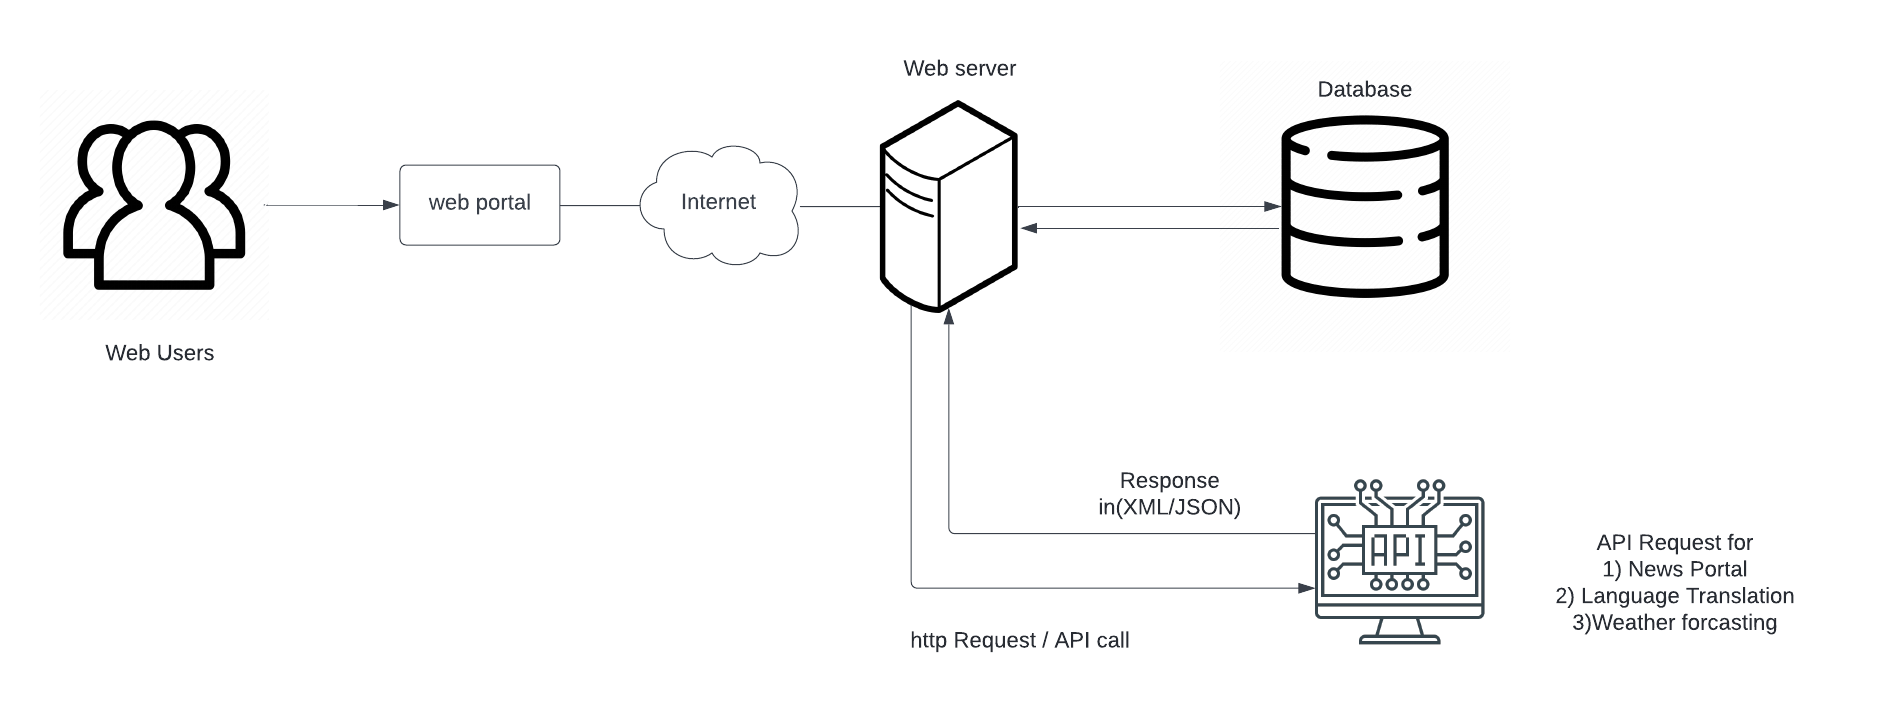 Web server
Database
web portal
Internet
Web Users
Response
in(XML/JSON)
API
API Request for
1) News Portal
2) Language Translation
3)Weather forcasting
http Request / API call